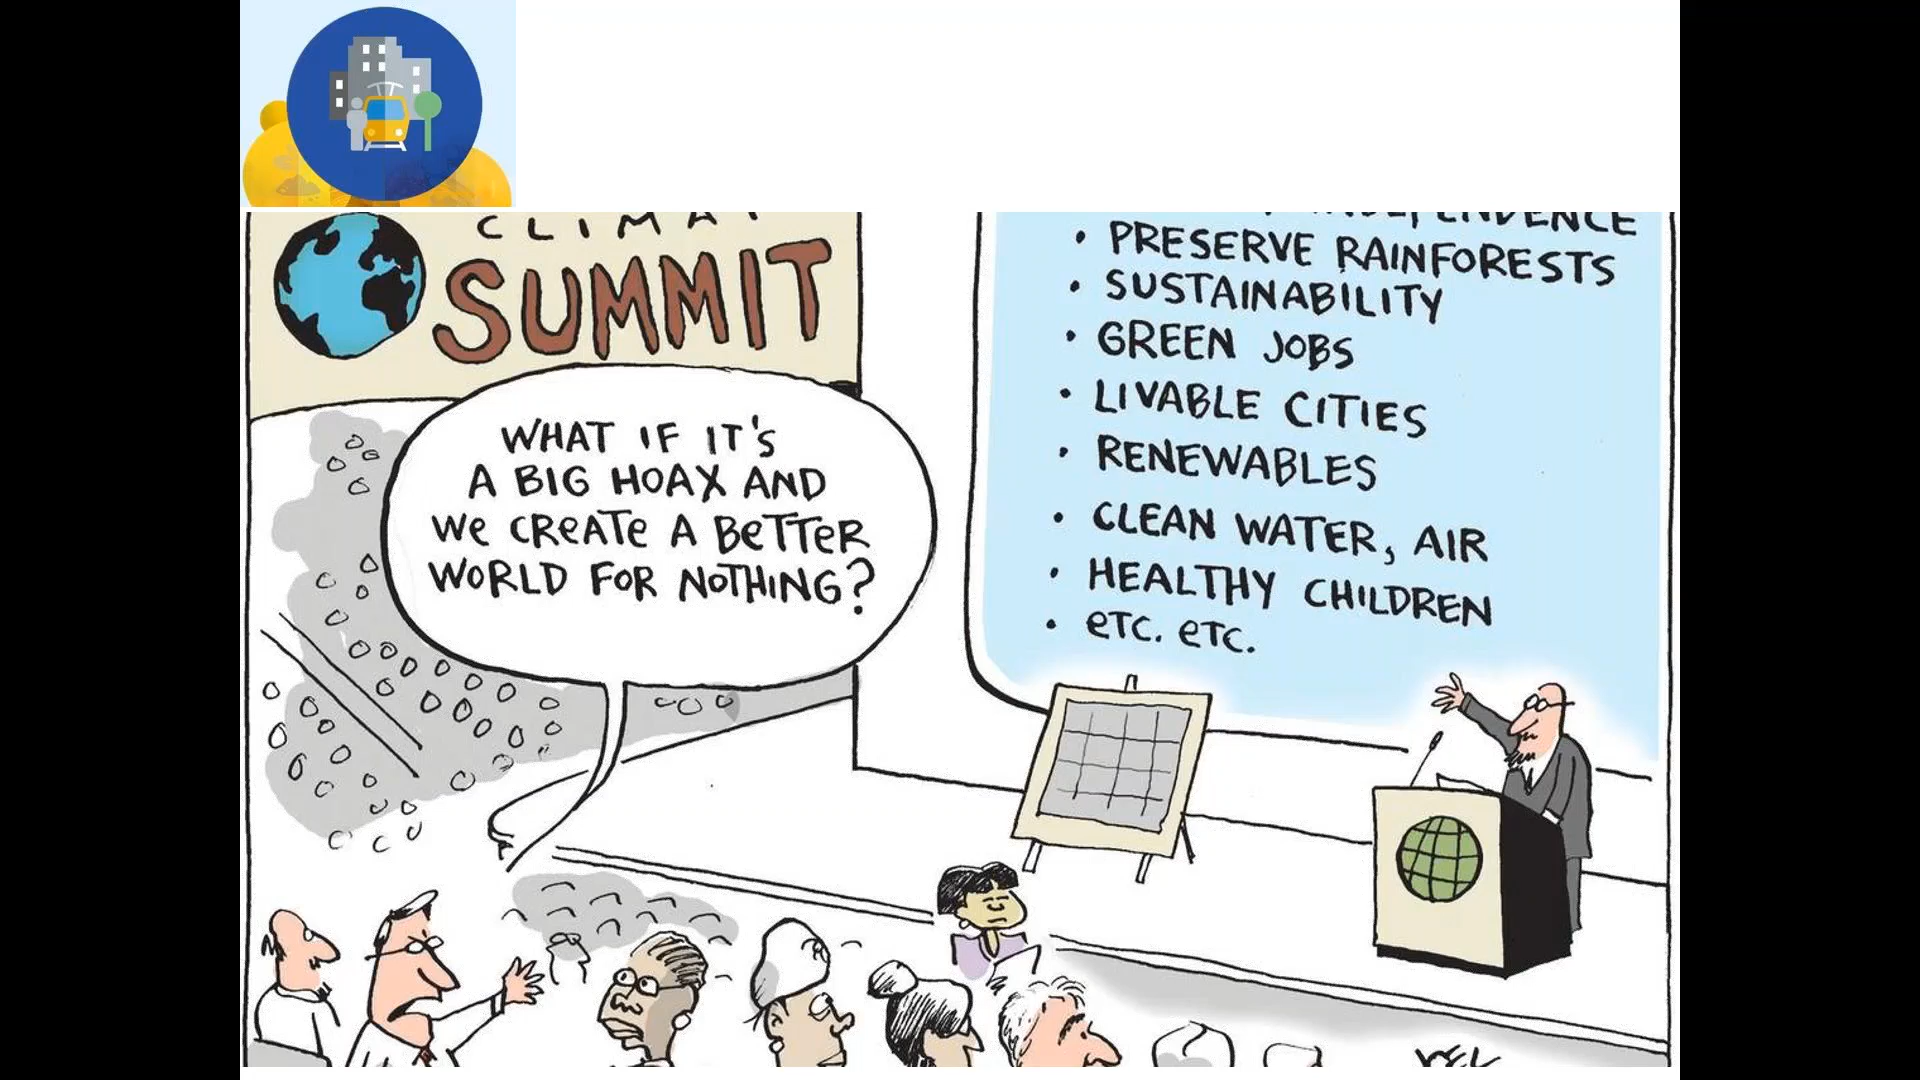 SUMMIT
WHAT IF IT'S
A BIG HOAX AND
WE CREATE A BETTER
WORLD FOR NOTHING?
• PRESERVE RAINFORESTS
• SUSTAINABILITY
• GREEN JOBS
• LIVABLE CITIES
• RENEWABLES
• CLEAN WATER, AIR
• HEALTHY CHILDREN
• ETC. ETC.